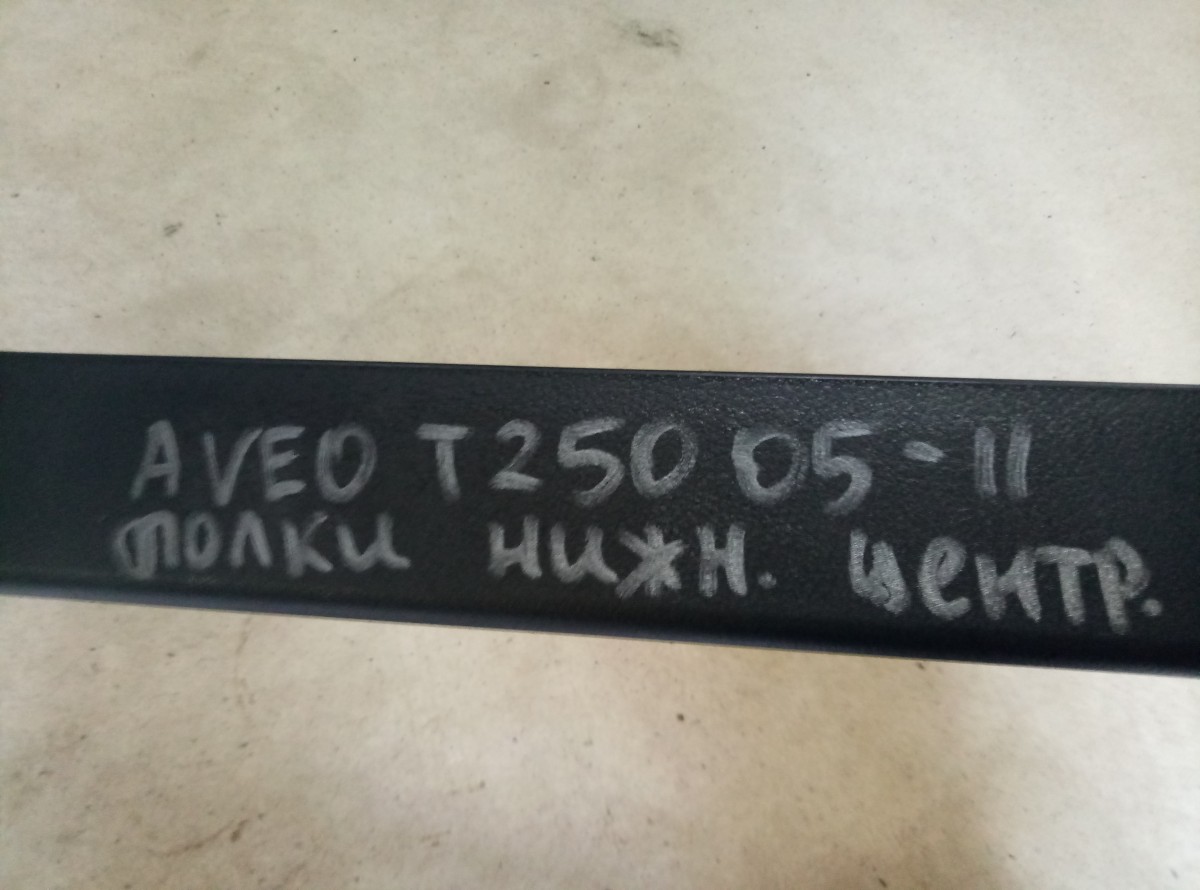 AVEO T250 05-11
полки нижн. центр.